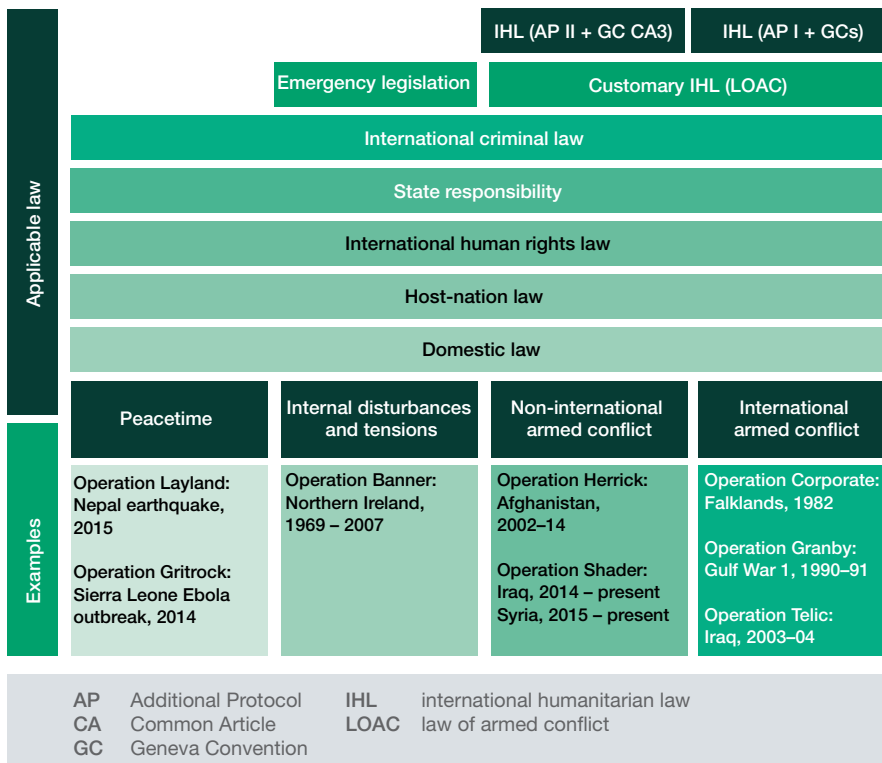 IHL (AP II + GC CA3)
IHL (AP I + GCs)
Emergency legislation
Customary IHL (LOAC)
International criminal law
State responsibility
International human rights law
Host-nation law
Domestic law
Applicable law
Peacetime
Internal disturbances
and tensions
Non-international
armed conflict
International
armed conflict
Examples
Operation Layland:
Nepal earthquake,
2015
Operation Gritrock:
Sierra Leone Ebola
outbreak, 2014
Operation Banner:
Northern Ireland,
1969 – 2007
Operation Herrick:
Afghanistan,
2002–14
Operation Shader:
Iraq, 2014 – present
Syria, 2015 – present
Operation Corporate:
Falklands, 1982
Operation Granby:
Gulf War 1, 1990–91
Operation Telic:
Iraq, 2003–04
AP Additional Protocol
CA Common Article
GC Geneva Convention
IHL international humanitarian law
LOAC law of armed conflict